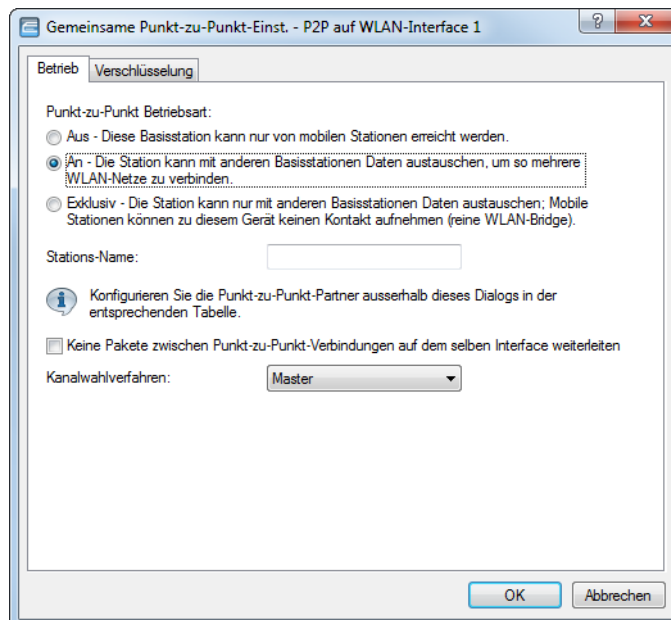 Gemeinsame Punkt-zu-Punkt-Einst. - P2P auf WLAN-Interface 1
Betrieb
Verschlüsselung
Punkt-zu-Punkt Betriebsart:
Aus - Diese Basisstation kann nur von mobilen Stationen erreicht werden.
An - Die Station kann mit anderen Basisstationen Daten austauschen, um so mehrere
WLAN-Netze zu verbinden.
Exklusiv - Die Station kann nur mit anderen Basisstationen Daten austauschen; Mobile
Stationen können zu diesem Gerät keinen Kontakt aufnehmen (reine WLAN-Bridge).
Stations-Name:
Konfigurieren Sie die Punkt-zu-Punkt-Partner ausserhalb dieses Dialogs in der
entsprechenden Tabelle.
Keine Pakete zwischen Punkt-zu-Punkt-Verbindungen auf dem selben Interface weiterleiten
Kanalwahlverfahren:
Master
OK
Abbrechen